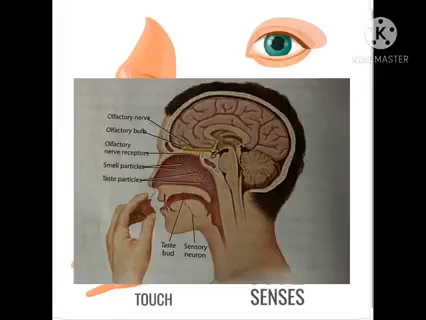 K
KINEMASTER
Olfactory nerve
Olfactory bulb
Olfactory
nerve receptors
Smell particles
Taste particles
Taste
bud
Sensory
neuron
TOUCH
SENSES